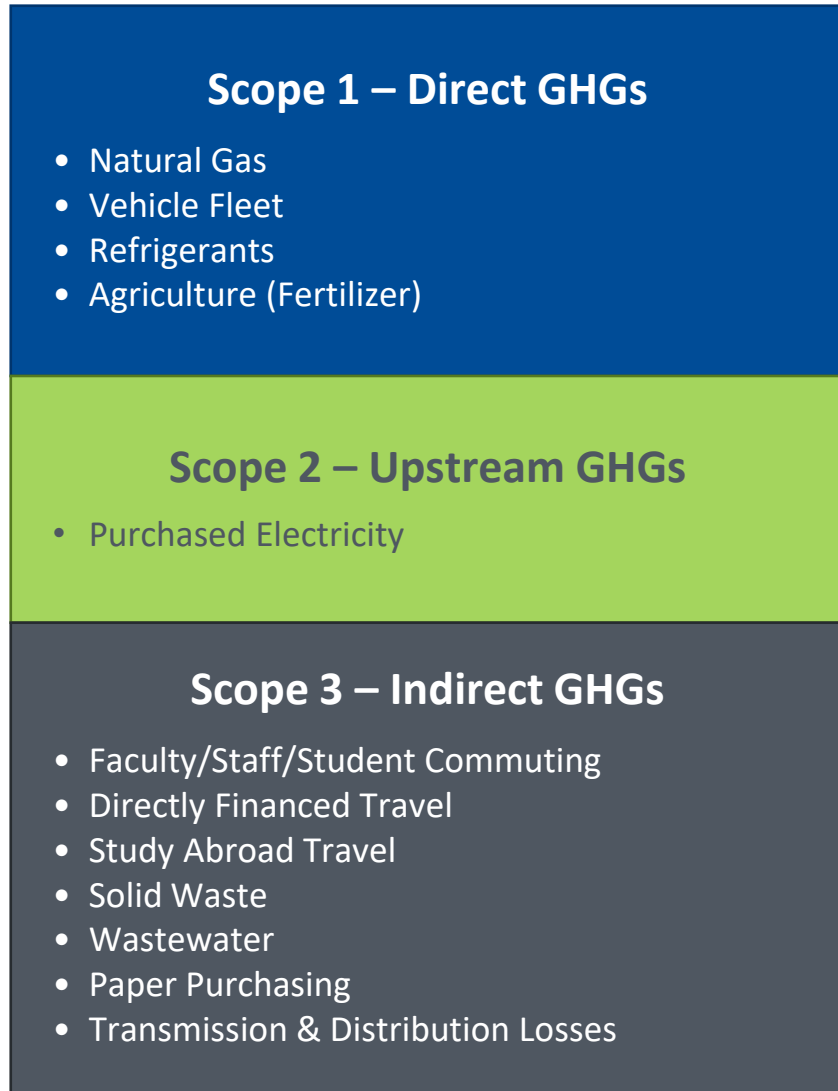 Scope 1 – Direct GHGs
• Natural Gas
• Vehicle Fleet
• Refrigerants
• Agriculture (Fertilizer)
Scope 2 – Upstream GHGs
• Purchased Electricity
Scope 3 – Indirect GHGs
• Faculty/Staff/Student Commuting
• Directly Financed Travel
• Study Abroad Travel
• Solid Waste
• Wastewater
• Paper Purchasing
• Transmission & Distribution Losses